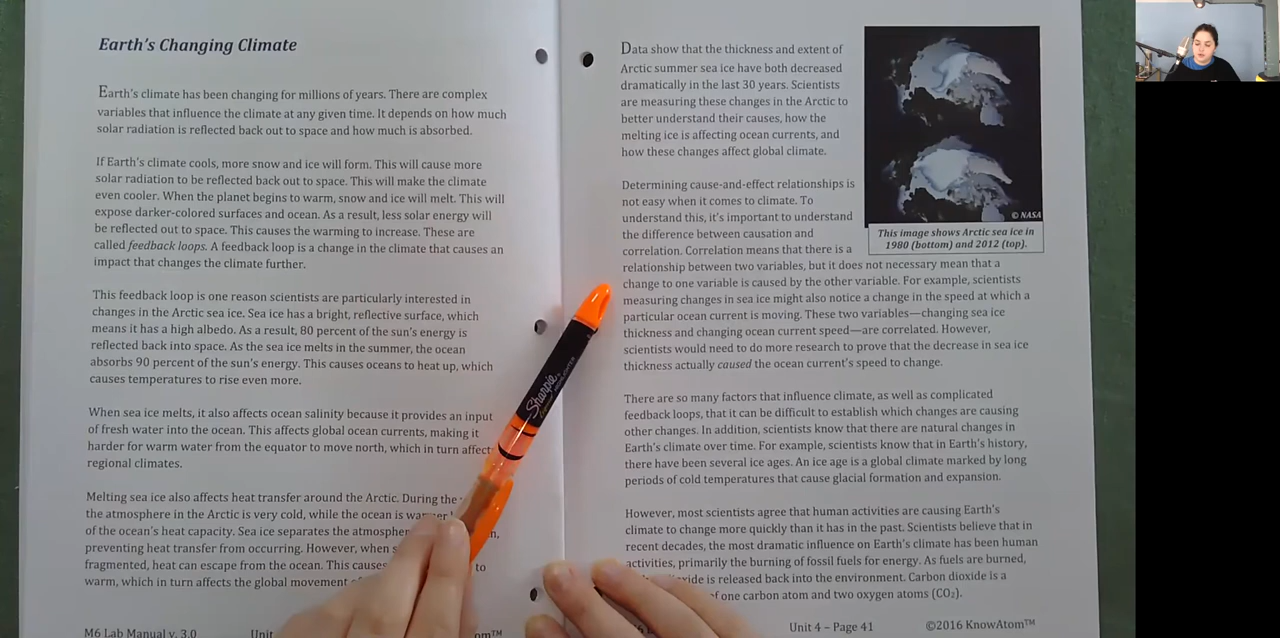 Earth's Changing Climate
Earth's climate has been changing for millions of years. There are complex
variables that influence the climate at any given time. It depends on how much
solar radiation is reflected back out to space and how much is absorbed.
If Earth's climate cools, more snow and ice will form. This will cause more
solar radiation to be reflected back out to space. This will make the climate
even cooler. When the planet begins to warm, snow and ice will melt. This will
expose darker-colored surfaces and ocean. As a result, less solar energy will
be reflected out to space. This causes the warming to increase. These are
called feedback loops. A feedback loop is a change in the climate that causes an
impact that changes the climate further.
This feedback loop is one reason scientists are particularly interested in
changes in the Arctic sea ice. Sea ice has a bright, reflective surface, which
means it has a high albedo. As a result, 80 percent of the sun's energy is
reflected back into space. As the sea ice melts in the summer, the ocean
absorbs 90 percent of the sun's energy. This causes oceans to heat up, which
causes temperatures to rise even more.
When sea ice melts, it also affects ocean salinity because it provides an input
of fresh water into the ocean. This affects global ocean currents, making it
harder for warm water from the equator to move north, which in turn affect
regional climates.
Melting sea ice also affects heat transfer around the Arctic. During the
the atmosphere in the Arctic is very cold, while the ocean is warmer
of the ocean's heat capacity. Sea ice separates the
preventing heat transfer from occurring. However, when
fragmented, heat can escape from the ocean. This causes to
warm, which in turn affects the global movement
M6 Lab Manual v. 3.0 Unit
Data show that the thickness and extent of
Arctic summer sea ice have both decreased
dramatically in the last 30 years. Scientists
are measuring these changes in the Arctic to
better understand their causes, how the
melting ice is affecting ocean currents, and
how these changes affect global climate.
© NASA
This image shows Arctic sea ice in
1980 (bottom) and 2012 (top).
Determining cause-and-effect relationships is
not easy when it comes to climate. To
understand this, it's important to understand
the difference between causation and
correlation. Correlation means that there is a
relationship between two variables, but it does not necessary mean that a
change to one variable is caused by the other variable. For example, scientists
measuring changes in sea ice might also notice a change in the speed at which a
particular ocean current is moving. These two variables—changing sea ice
thickness and changing ocean current speed—are correlated. However,
scientists would need to do more research to prove that the decrease in sea ice
thickness actually caused the ocean current's speed to change.
There are so many factors that influence climate, as well as complicated
feedback loops, that it can be difficult to establish which changes are causing
other changes. In addition, scientists know that there are natural changes in
Earth's climate over time. For example, scientists know that in Earth's history,
there have been several ice ages. An ice age is a global climate marked by long
periods of cold temperatures that cause glacial formation and expansion.
However, most scientists agree that human activities are causing Earth's
climate to change more quickly than it has in the past. Scientists believe that in
recent decades, the most dramatic influence on Earth's climate has been human
activities, primarily the burning of fossil fuels for energy. As fuels are burned,
is released back into the environment. Carbon dioxide is a
of one carbon atom and two oxygen atoms (CO₂).
Unit 4 – Page 41 ©2016 KnowAtom™
Sharpie